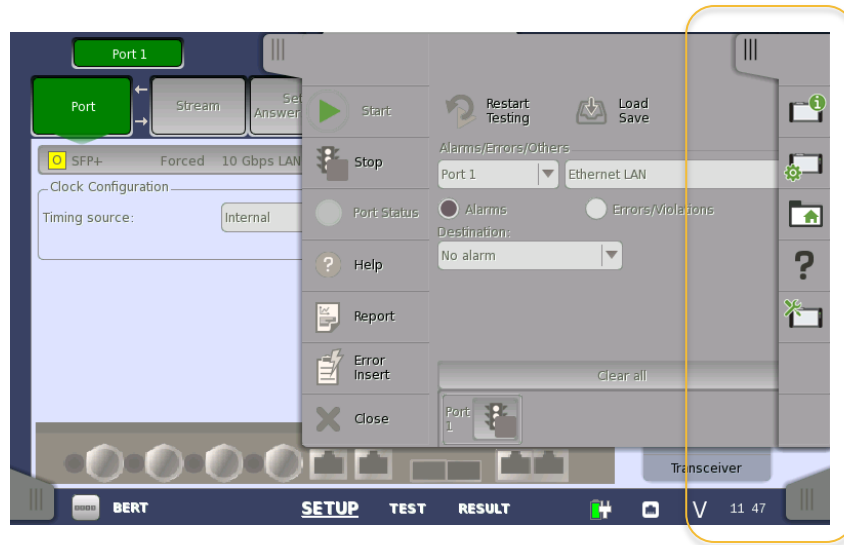 Port 1
Port
Stream
Set
Answer
Start
Restart
Testing
Load
Save
O SFP+ Forced 10 Gbps LAN
Stop
Alarms/Errors/Others
Port 1
Ethernet LAN
Clock Configuration
Timing source:
Internal
Port Status
Alarms
Errors/Violations
Destination:
Help
No alarm
?
Report
Error
Insert
Clear all
Close
Port
1
Transceiver
BERT
SETUP
TEST
RESULT
V
11 47